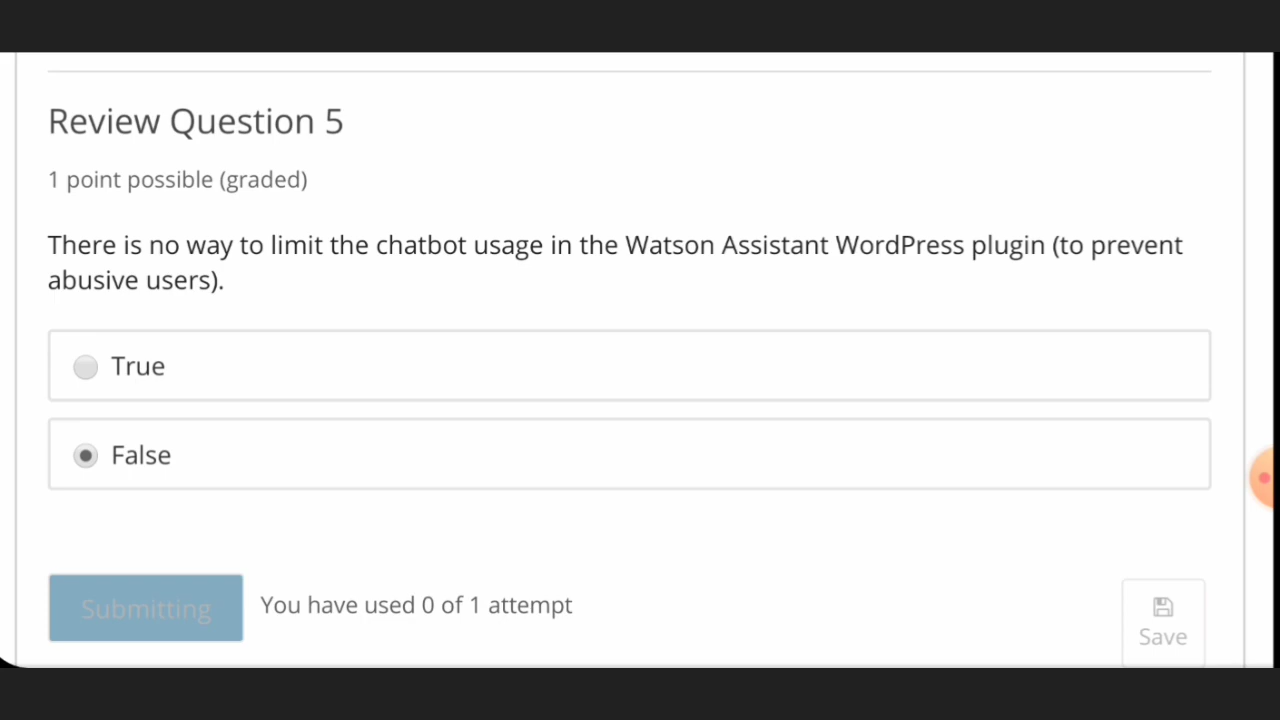 Review Question 5
1 point possible (graded)
There is no way to limit the chatbot usage in the Watson Assistant WordPress plugin (to prevent
abusive users).
True
False
Submitting
You have used 0 of 1 attempt
Save